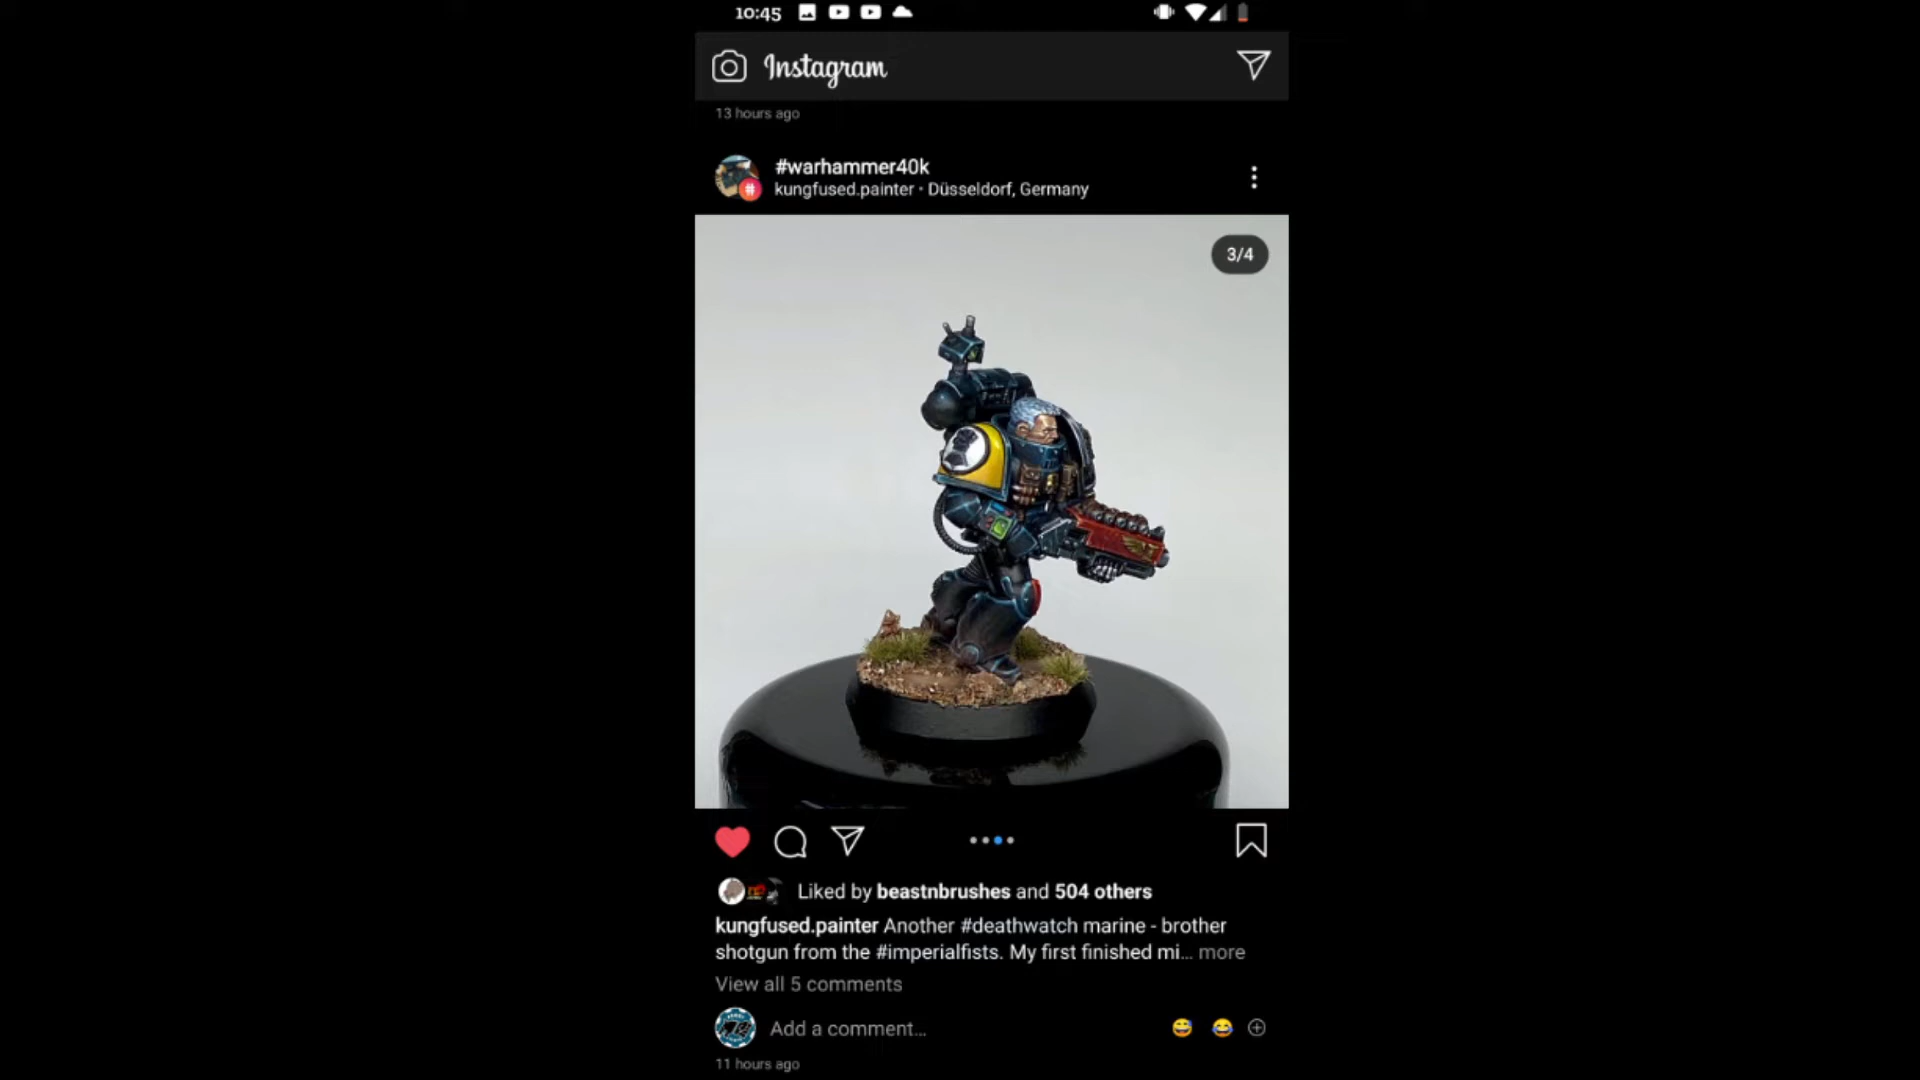 10:45
Instagram
13 hours ago
#warhammer40k
kungfused.painter • Düsseldorf, Germany
3/4
Liked by beastnbrushes and 504 others
kungfused.painter Another #deathwatch marine - brother
shotgun from the #imperialfists. My first finished mi... more
View all 5 comments
Add a comment...
11 hours ago